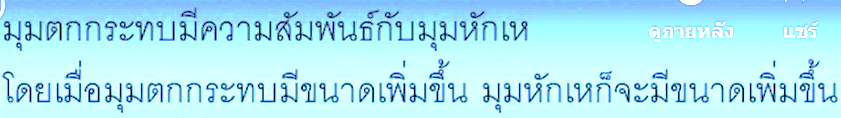 มุมตกกระทบมีความสัมพันธ์กับมุมหักเห
ดูภายหลัง แชร์
โดยเมื่อมุมตกกระทบมีขนาดเพิ่มขึ้น มุมหักเหก็จะมีขนาดเพิ่มขึ้น